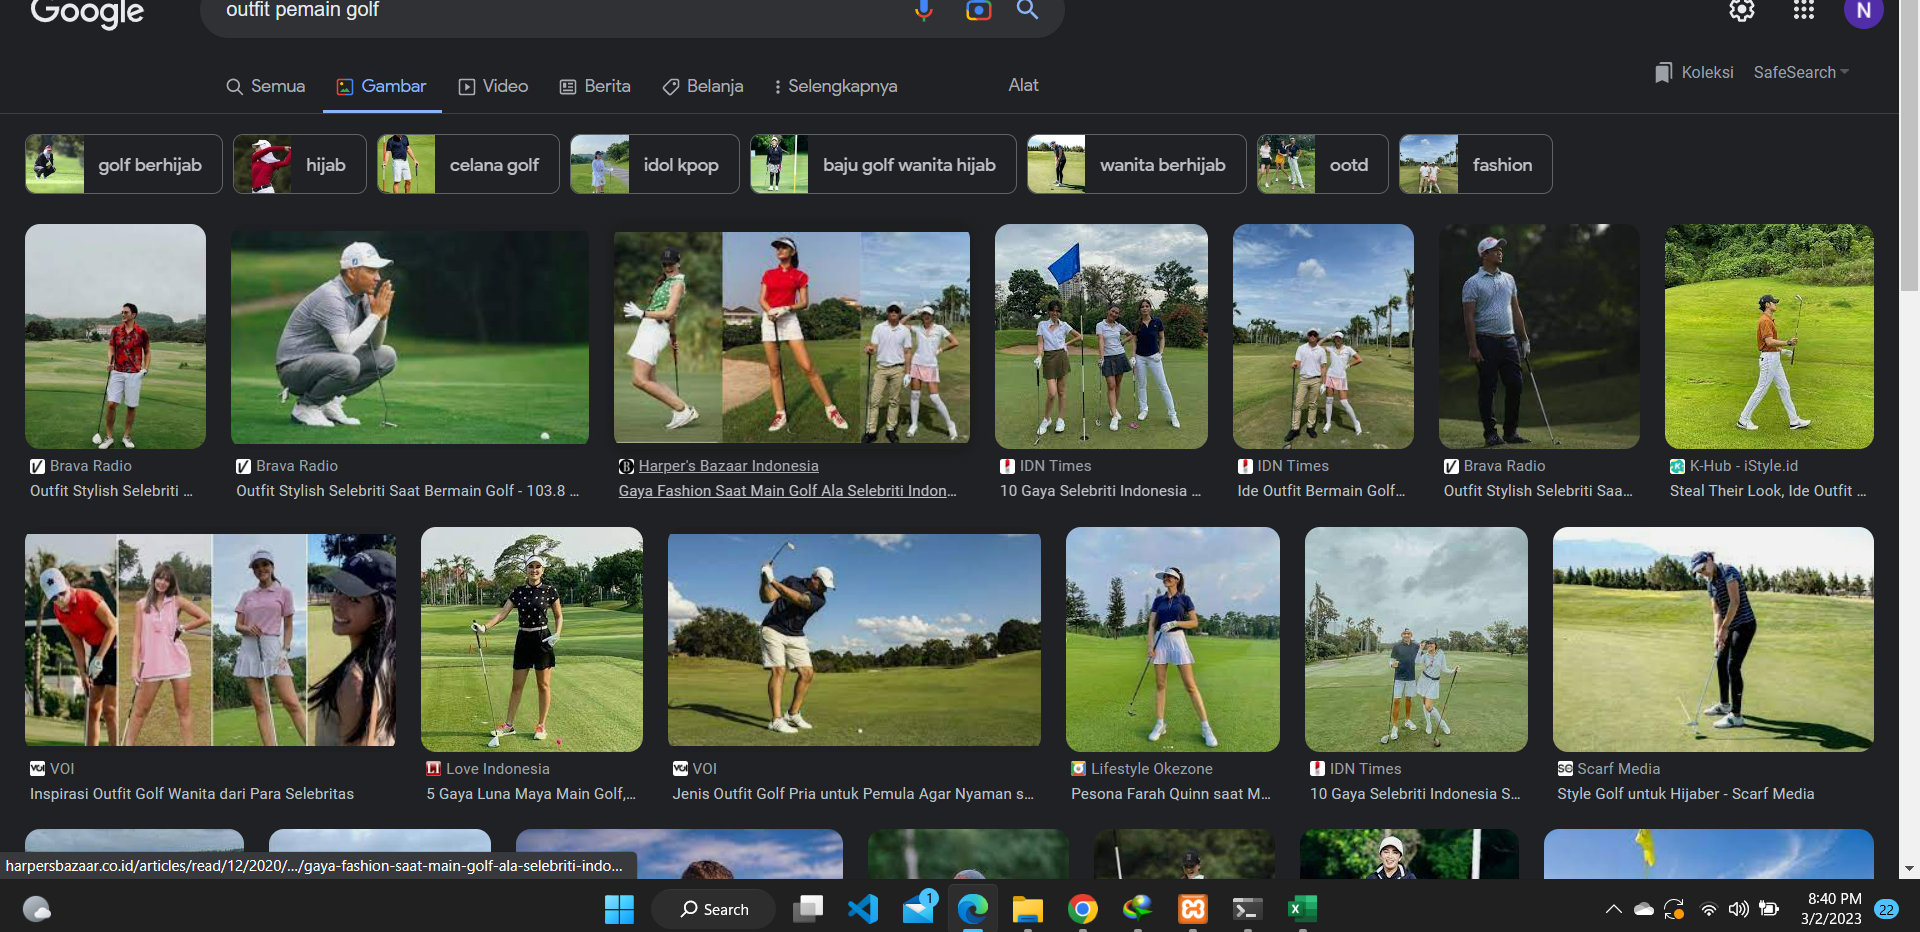 Google
outfit pemain golf
N
Semua
Gambar
Video
Berita
Belanja
Selengkapnya
Alat
Koleksi
SafeSearch
golf berhijab
hijab
celana golf
idol kpop
baju golf wanita hijab
wanita berhijab
ootd
fashion
Brava Radio
Outfit Stylish Selebriti ...
Brava Radio
Outfit Stylish Selebriti Saat Bermain Golf - 103.8 ...
Harper's Bazaar Indonesia
Gaya Fashion Saat Main Golf Ala Selebriti Indon...
IDN Times
10 Gaya Selebriti Indonesia ...
IDN Times
Ide Outfit Bermain Golf...
Brava Radio
Outfit Stylish Selebriti Saa...
K-Hub - iStyle.id
Steal Their Look, Ide Outfit ...
VOI
Inspirasi Outfit Golf Wanita dari Para Selebritas
Love Indonesia
5 Gaya Luna Maya Main Golf,...
VOI
Jenis Outfit Golf Pria untuk Pemula Agar Nyaman s...
Lifestyle Okezone
Pesona Farah Quinn saat M...
IDN Times
10 Gaya Selebriti Indonesia S...
Scarf Media
Style Golf untuk Hijaber - Scarf Media
harpersbazaar.co.id/articles/read/12/2020/.../gaya-fashion-saat-main-golf-ala-selebriti-indo...
Search
1
8:40 PM
3/2/2023
22